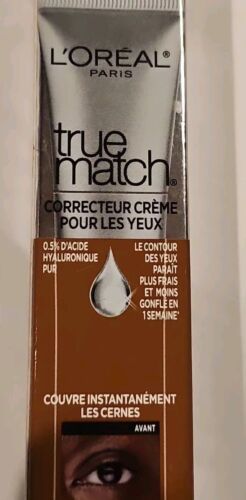 L'ORÉAL
PARIS
true
match®
CORRECTEUR CRÈME
POUR LES YEUX
0.5% D'ACIDE
HYALURONIQUE
PUR
LE CONTOUR
DES YEUX
PARAÎT
PLUS FRAIS
ET MOINS
GONFLÉ EN
1 SEMAINE*
COUVRE INSTANTANÉMENT
LES CERNES
AVANT